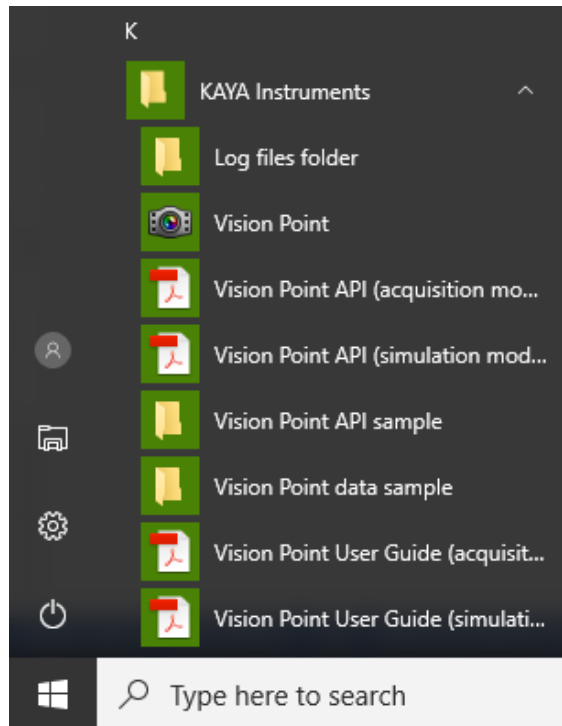 K
KAYA Instruments
Log files folder
Vision Point
Vision Point API (acquisition mo...
Vision Point API (simulation mod...
Vision Point API sample
Vision Point data sample
Vision Point User Guide (acquisit...
Vision Point User Guide (simulati...
Type here to search